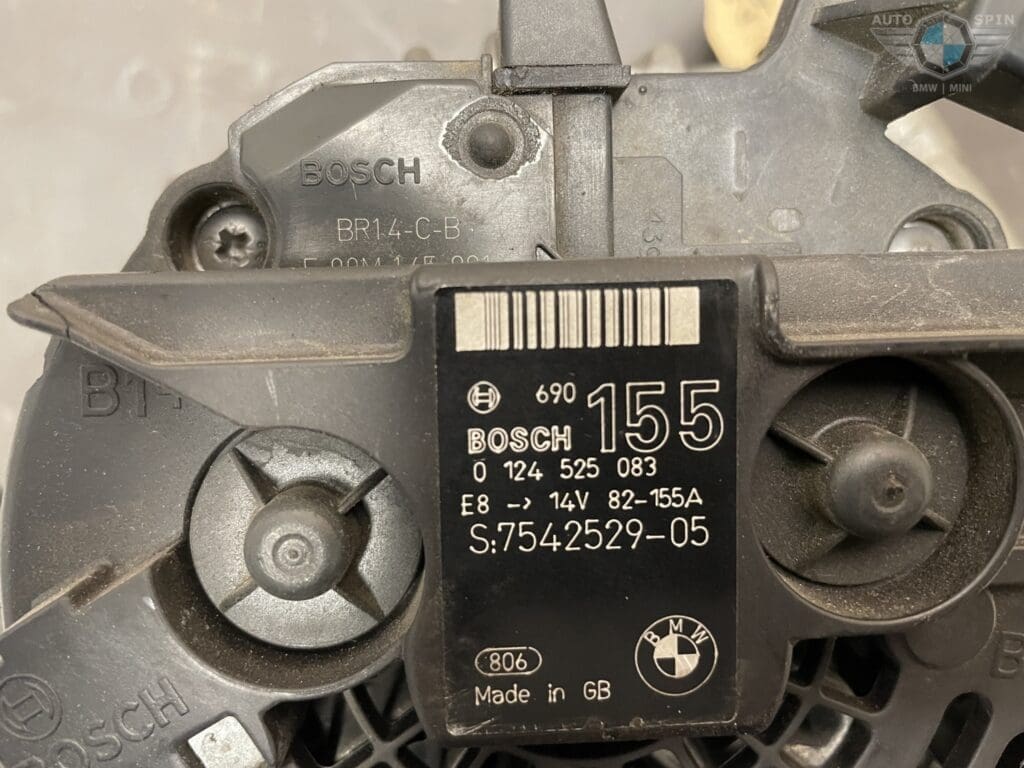 AUTO SPIN
BMW | MINI
BOSCH
BR14-C-B
690
155
BOSCH
0 124 525 083
E8 -> 14V 82-155A
S:7542529-05
BMW
806
Made in GB
B14
BOSCH